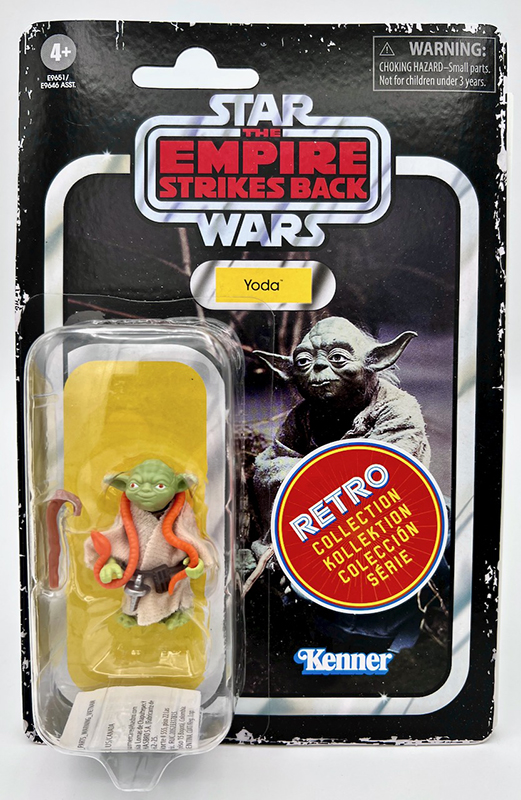 4+
E9651/
E9646 ASST.
⚠ WARNING:
CHOKING HAZARD–Small parts.
Not for children under 3 years.
STAR
THE
EMPIRE
STRIKES BACK
WARS
Yoda™
RETRO
COLLECTION
KOLLEKTION
COLECCIÓN
SÉRIE
Kenner